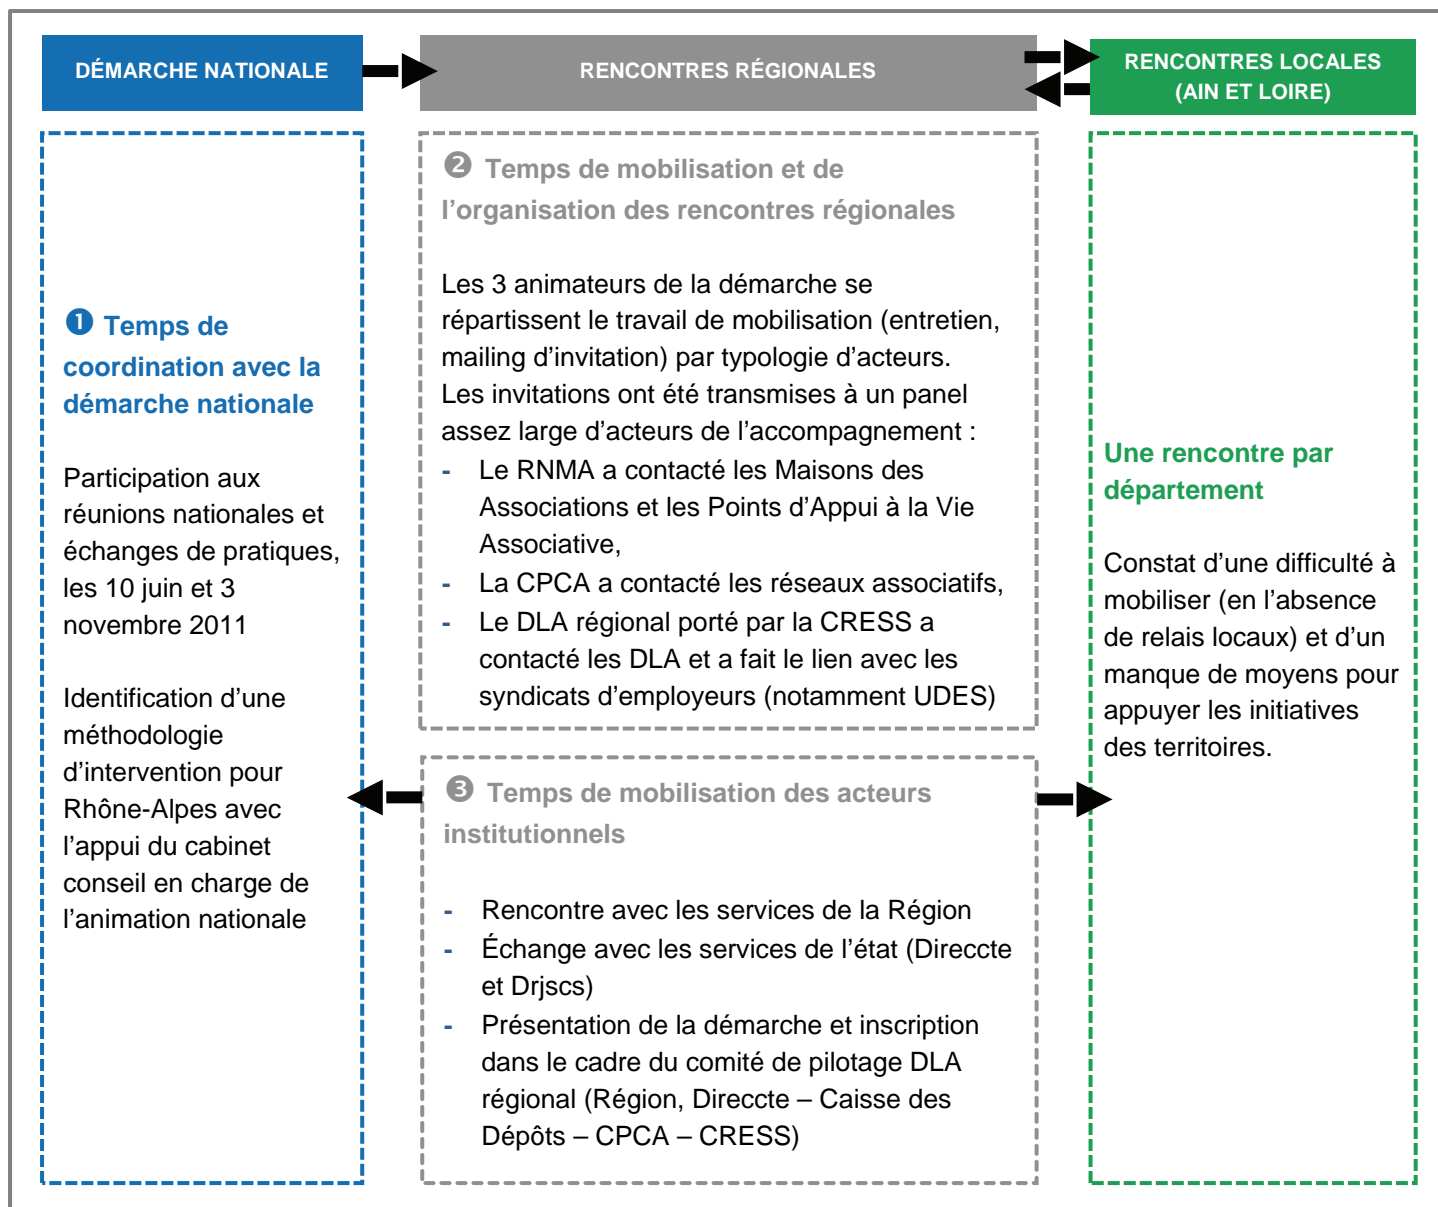 DÉMARCHE NATIONALE
RENCONTRES RÉGIONALES
RENCONTRES LOCALES
(AIN ET LOIRE)
❶ Temps de
coordination avec la
démarche nationale
Participation aux
réunions nationales et
échanges de pratiques,
les 10 juin et 3
novembre 2011
Identification d’une
méthodologie
d’intervention pour
Rhône-Alpes avec
l’appui du cabinet
conseil en charge de
l’animation nationale
❷ Temps de mobilisation et de
l’organisation des rencontres régionales
Les 3 animateurs de la démarche se
répartissent le travail de mobilisation (entretien,
mailing d’invitation) par typologie d’acteurs.
Les invitations ont été transmises à un panel
assez large d’acteurs de l’accompagnement :
- Le RNMA a contacté les Maisons des
Associations et les Points d’Appui à la Vie
Associative,
- La CPCA a contacté les réseaux associatifs,
- Le DLA régional porté par la CRESS a
contacté les DLA et a fait le lien avec les
syndicats d’employeurs (notamment UDES)
❸ Temps de mobilisation des acteurs
institutionnels
- Rencontre avec les services de la Région
- Échange avec les services de l’état (Direccte
et Drjscs)
- Présentation de la démarche et inscription
dans le cadre du comité de pilotage DLA
régional (Région, Direccte – Caisse des
Dépôts – CPCA – CRESS)
Une rencontre par
département
Constat d’une difficulté à
mobiliser (en l’absence
de relais locaux) et d’un
manque de moyens pour
appuyer les initiatives
des territoires.